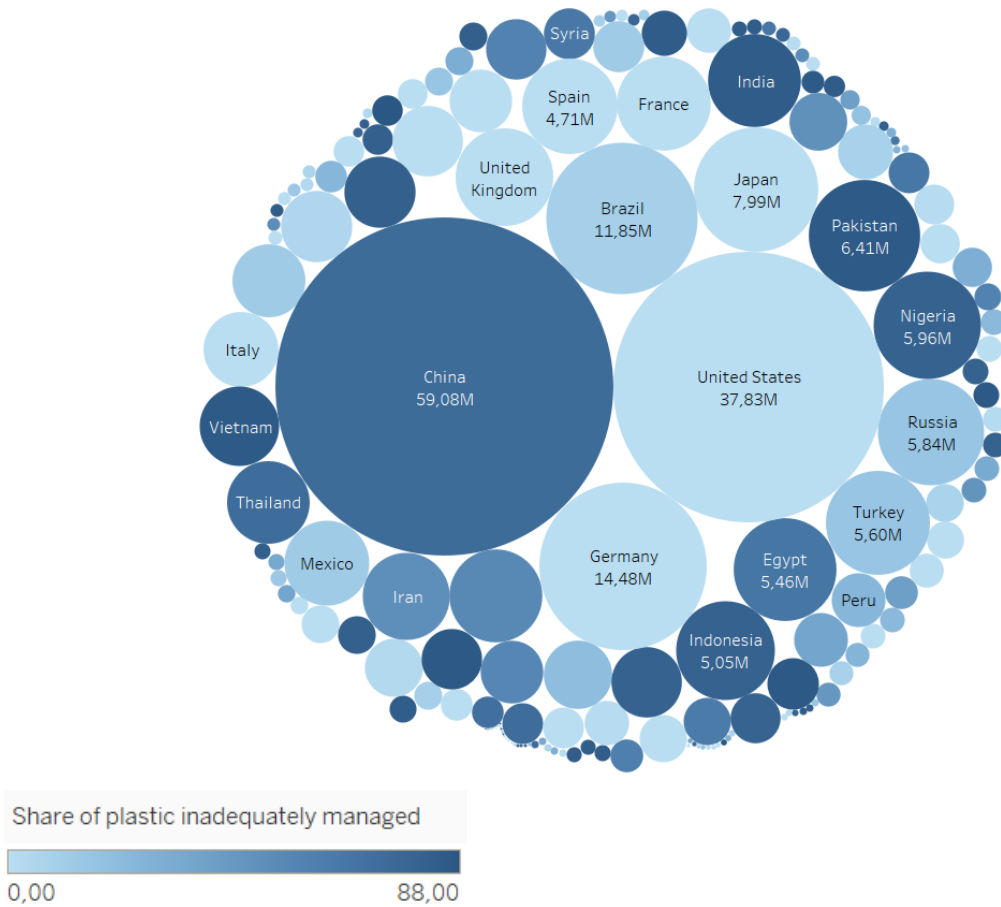 Syria
India
Spain
4,71M
France
United
Kingdom
Japan
7,99M
Brazil
11,85M
Pakistan
6,41M
Nigeria
5,96M
Italy
China
59,08M
United States
37,83M
Vietnam
Russia
5,84M
Thailand
Turkey
5,60M
Mexico
Germany
14,48M
Egypt
5,46M
Iran
Peru
Indonesia
5,05M
Share of plastic inadequately managed
0,00
88,00